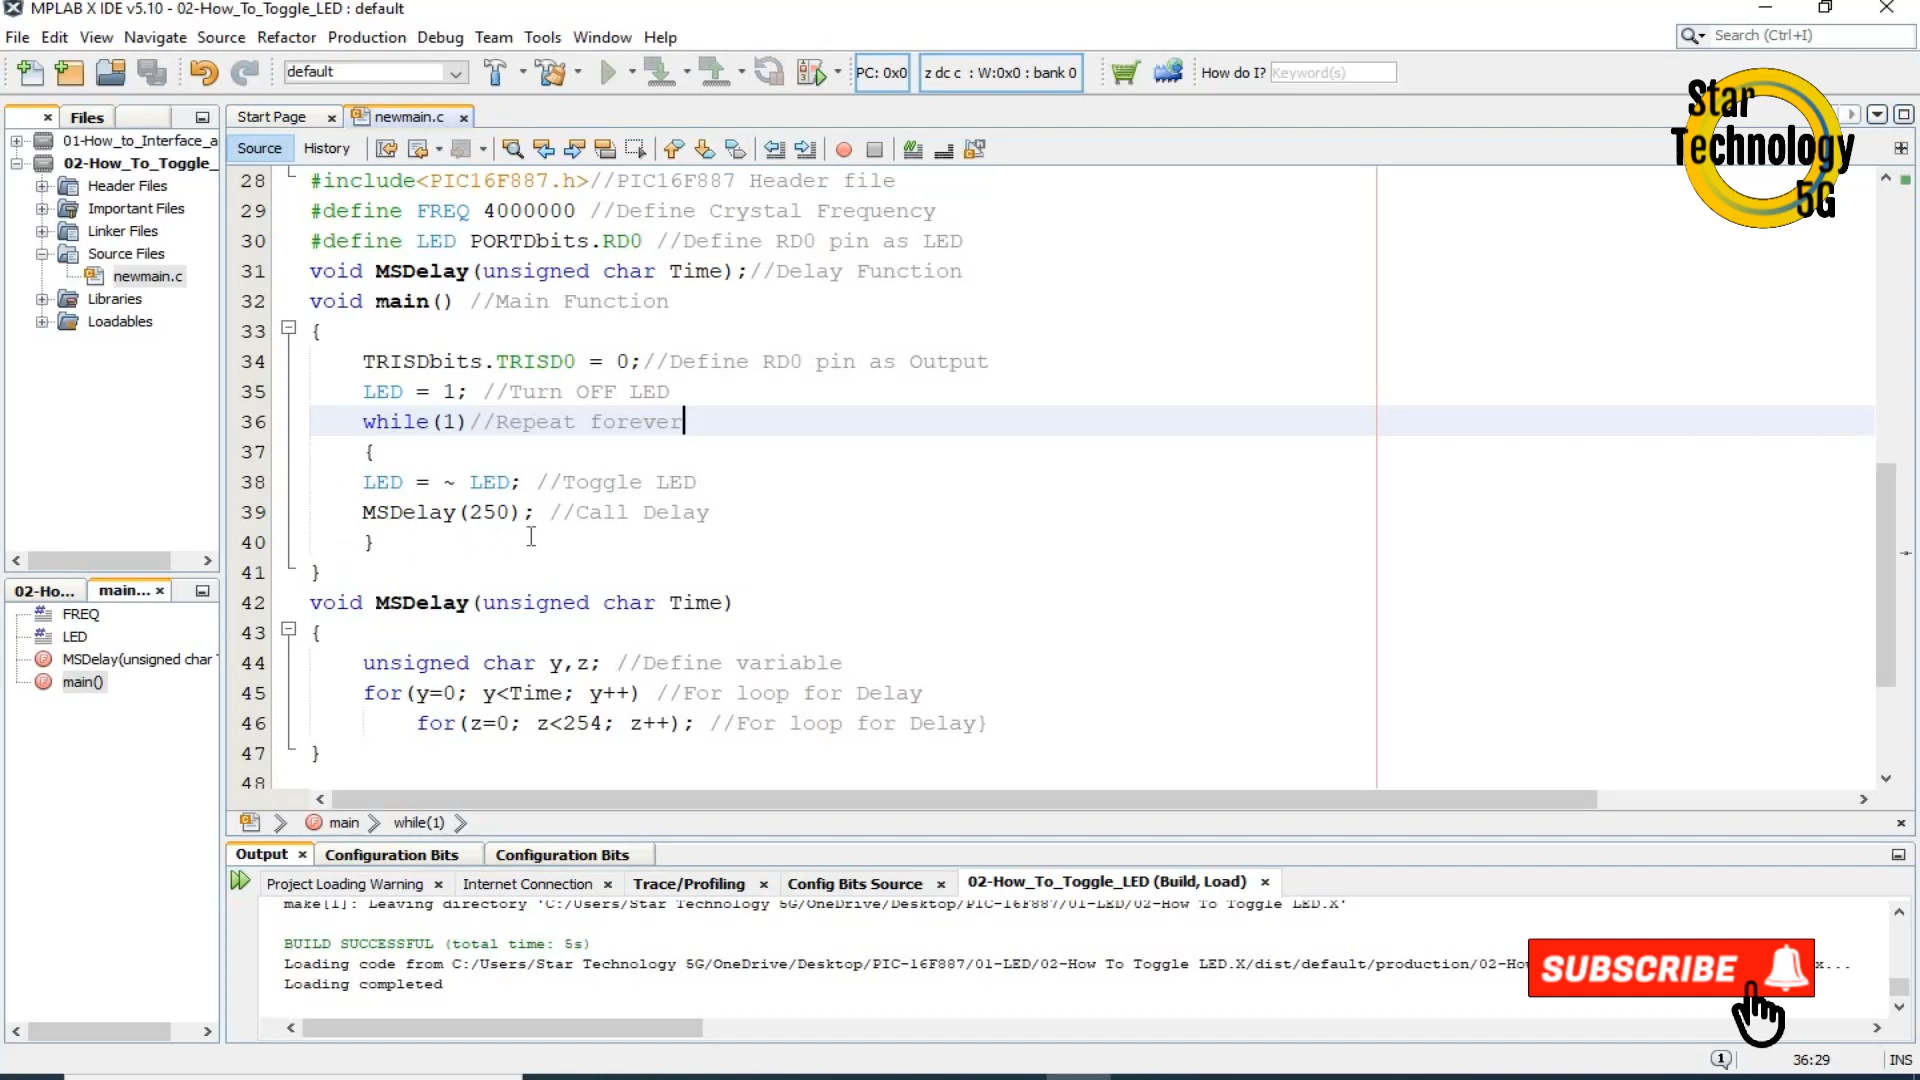 MPLAB X IDE v5.10 - 02-How_To_Toggle_LED : default
File Edit View Navigate Source Refactor Production Debug Team Tools Window Help
Search (Ctrl+I)
default
PC: 0x0
z dc c : W:0x0 : bank 0
How do I? Keyword(s)
Star
Technology
5G
Files
Start Page
newmain.c
01-How_to_Interface_a
02-How_To_Toggle_
Header Files
Important Files
Linker Files
Source Files
newmain.c
Libraries
Loadables
Source History
28 #include<PIC16F887.h>//PIC16F887 Header file
29 #define FREQ 4000000 //Define Crystal Frequency
30 #define LED PORTDbits.RD0 //Define RD0 pin as LED
31 void MSDelay(unsigned char Time);//Delay Function
32 void main() //Main Function
33 {
34 TRISDbits.TRISD0 = 0;//Define RD0 pin as Output
35 LED = 1; //Turn OFF LED
36 while(1)//Repeat forever
37 {
38 LED = ~ LED; //Toggle LED
39 MSDelay(250); //Call Delay
40 }
41 }
42 void MSDelay(unsigned char Time)
43 {
44 unsigned char y,z; //Define variable
45 for(y=0; y<Time; y++) //For loop for Delay
46 for(z=0; z<254; z++); //For loop for Delay}
47 }
48
02-Ho...
main...
FREQ
LED
MSDelay(unsigned char
main()
main
while(1)
Output
Configuration Bits
Configuration Bits
Project Loading Warning
Internet Connection
Trace/Profiling
Config Bits Source
02-How_To_Toggle_LED (Build, Load)
make[1]: Leaving directory 'C:/Users/Star Technology 5G/OneDrive/Desktop/PIC-16F887/01-LED/02-How To Toggle LED.X'
BUILD SUCCESSFUL (total time: 5s)
Loading code from C:/Users/Star Technology 5G/OneDrive/Desktop/PIC-16F887/01-LED/02-How To Toggle LED.X/dist/default/production/02-Ho
Loading completed
SUBSCRIBE
36:29
INS